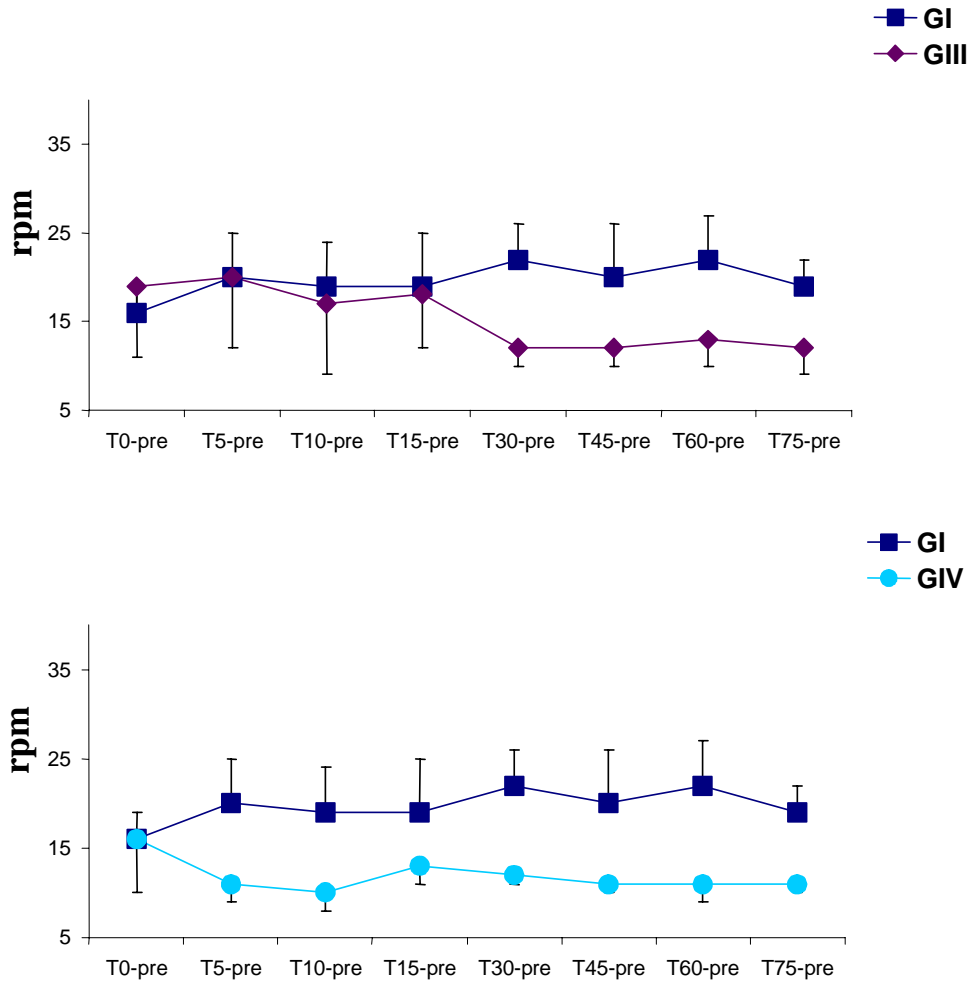 GI
GIII
35
25
15
5
rpm
T0-pre T5-pre T10-pre T15-pre T30-pre T45-pre T60-pre T75-pre
GI
GIV
35
25
15
5
rpm
T0-pre T5-pre T10-pre T15-pre T30-pre T45-pre T60-pre T75-pre